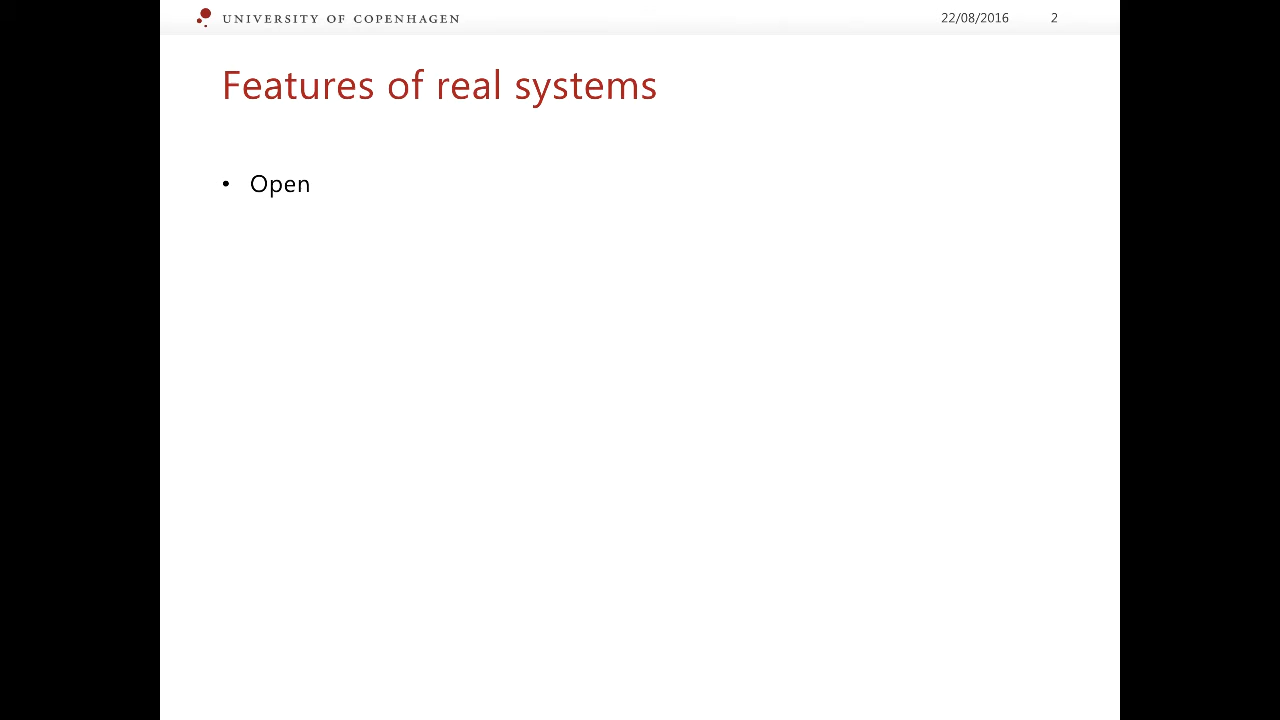 UNIVERSITY OF COPENHAGEN 22/08/2016 2
Features of real systems
• Open